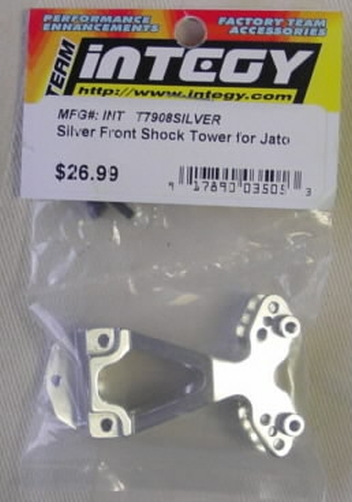 PERFORMANCE
ENHANCEMENTS
FACTORY TEAM
ACCESSORIES
TEAM
iNTEGY
http://www.integy.com
MFG#: INT T7908SILVER
Silver Front Shock Tower for Jato
$26.99
9 17890 03505 3